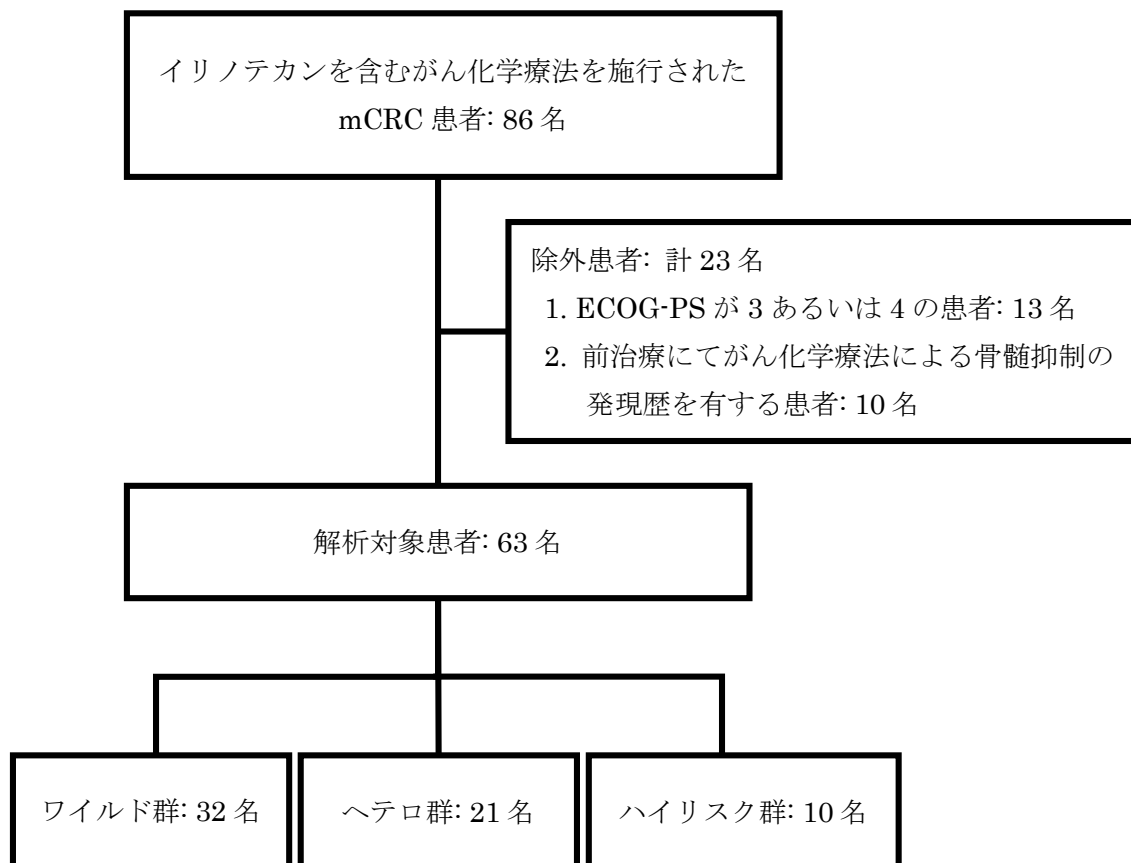 イリノテカンを含むがん化学療法を施行された
mCRC 患者: 86 名
除外患者: 計 23 名
1. ECOG-PS が 3 あるいは 4 の患者: 13 名
2. 前治療にてがん化学療法による骨髄抑制の
発現歴を有する患者: 10 名
解析対象患者: 63 名
ワイルド群: 32 名
ヘテロ群: 21 名
ハイリスク群: 10 名